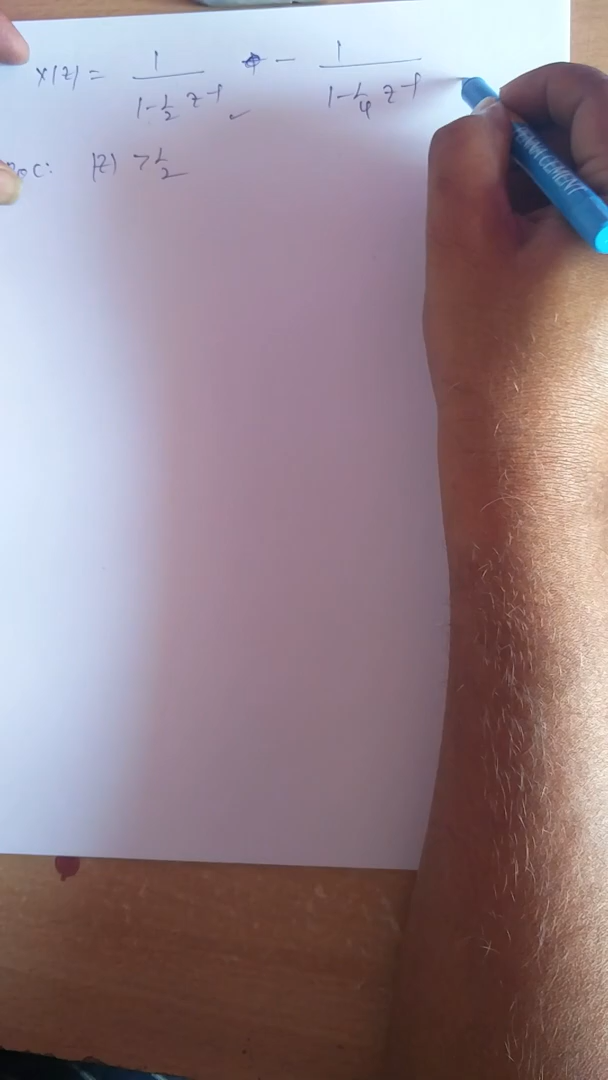 X(z) = 1 / (1 - 1/2 z^-1) - 1 / (1 - 1/4 z^-1)
ROC: |z| > 1/2